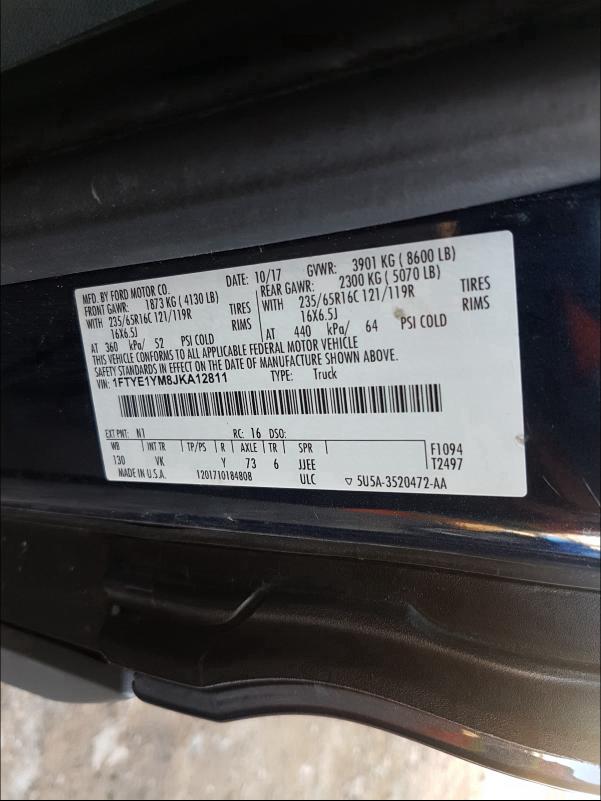 MFD. BY FORD MOTOR CO. DATE: 10/17 GVWR: 3901 KG ( 8600 LB)
FRONT GAWR: 1873 KG ( 4130 LB) REAR GAWR: 2300 KG ( 5070 LB)
WITH 235/65R16C 121/119R TIRES WITH 235/65R16C 121/119R TIRES
16X6.5J RIMS 16X6.5J RIMS
AT 360 kPa/ 52 PSI COLD AT 440 kPa/ 64 PSI COLD
THIS VEHICLE CONFORMS TO ALL APPLICABLE FEDERAL MOTOR VEHICLE
SAFETY STANDARDS IN EFFECT ON THE DATE OF MANUFACTURE SHOWN ABOVE.
VIN: 1FTYE1YM8JKA12811 TYPE: Truck
EXT PNT: N1 RC: 16 DSO:
WB INT TR TP/PS R AXLE TR SPR F1094
130 VK Y 73 6 JJEE T2497
MADE IN U.S.A. 1201710184808 ULC ▽ 5U5A-3520472-AA